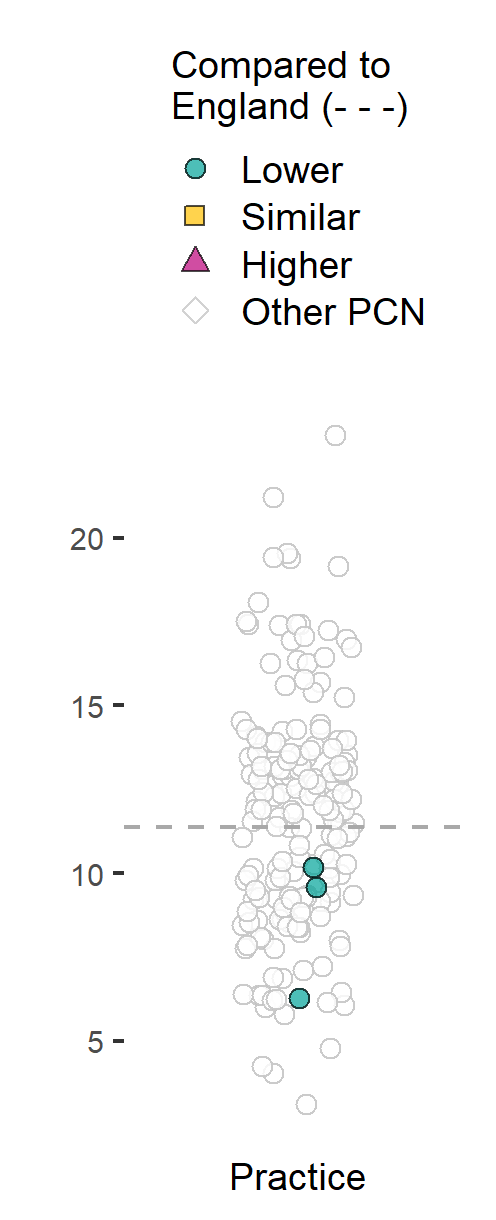 Compared to
England (- - -)
Lower
Similar
Higher
Other PCN
20
15
10
5
Practice